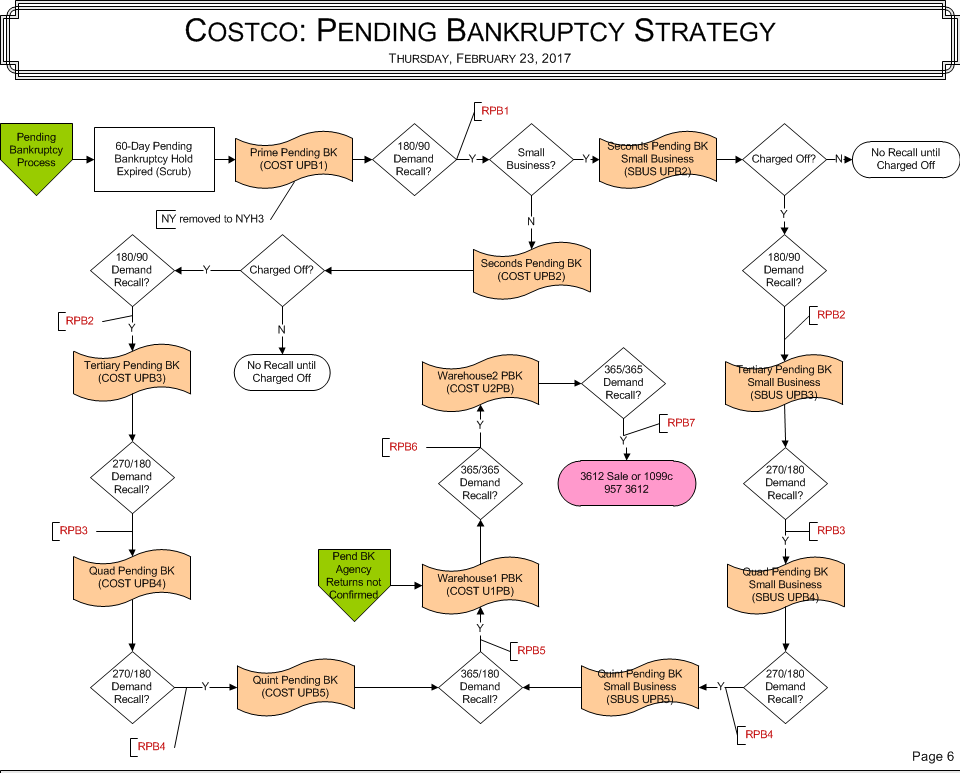 COSTCO: PENDING BANKRUPTCY STRATEGY
THURSDAY, FEBRUARY 23, 2017
Pending
Bankruptcy
Process
60-Day Pending
Bankruptcy Hold
Expired (Scrub)
Prime Pending BK
(COST UPB1)
NY removed to NYH3
180/90
Demand
Recall?
RPB1
Y
Small
Business?
Y
Seconds Pending BK
Small Business
(SBUS UPB2)
Charged Off?
N
No Recall until
Charged Off
N
Y
Seconds Pending BK
(COST UPB2)
Charged Off?
Y
180/90
Demand
Recall?
180/90
Demand
Recall?
RPB2
Y
N
RPB2
Tertiary Pending BK
(COST UPB3)
No Recall until
Charged Off
Warehouse2 PBK
(COST U2PB)
365/365
Demand
Recall?
Tertiary Pending BK
Small Business
(SBUS UPB3)
Y
RPB6
RPB7
Y
270/180
Demand
Recall?
365/365
Demand
Recall?
3612 Sale or 1099c
957 3612
270/180
Demand
Recall?
RPB3
RPB3
Y
Quad Pending BK
(COST UPB4)
Pend BK
Agency
Returns not
Confirmed
Warehouse1 PBK
(COST U1PB)
Quad Pending BK
Small Business
(SBUS UPB4)
Y
RPB5
270/180
Demand
Recall?
Y
Quint Pending BK
(COST UPB5)
365/180
Demand
Recall?
Quint Pending BK
Small Business
(SBUS UPB5)
Y
270/180
Demand
Recall?
RPB4
RPB4
Page 6